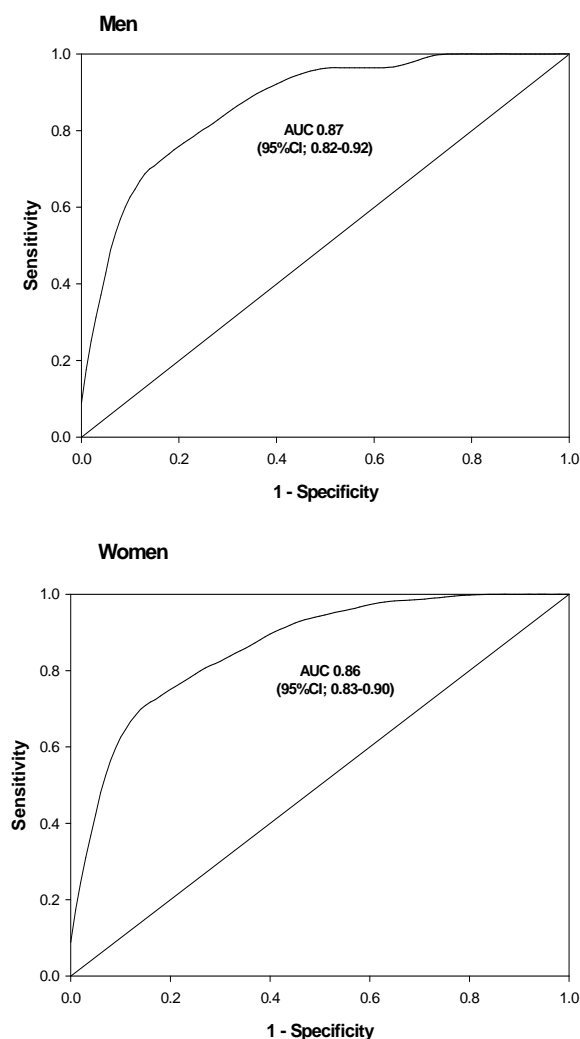 Men
1.0
0.8
0.6
0.4
0.2
0.0
Sensitivity
AUC 0.87
(95%CI; 0.82-0.92)
0.0 0.2 0.4 0.6 0.8 1.0
1 - Specificity
Women
1.0
0.8
0.6
0.4
0.2
0.0
Sensitivity
AUC 0.86
(95%CI; 0.83-0.90)
0.0 0.2 0.4 0.6 0.8 1.0
1 - Specificity